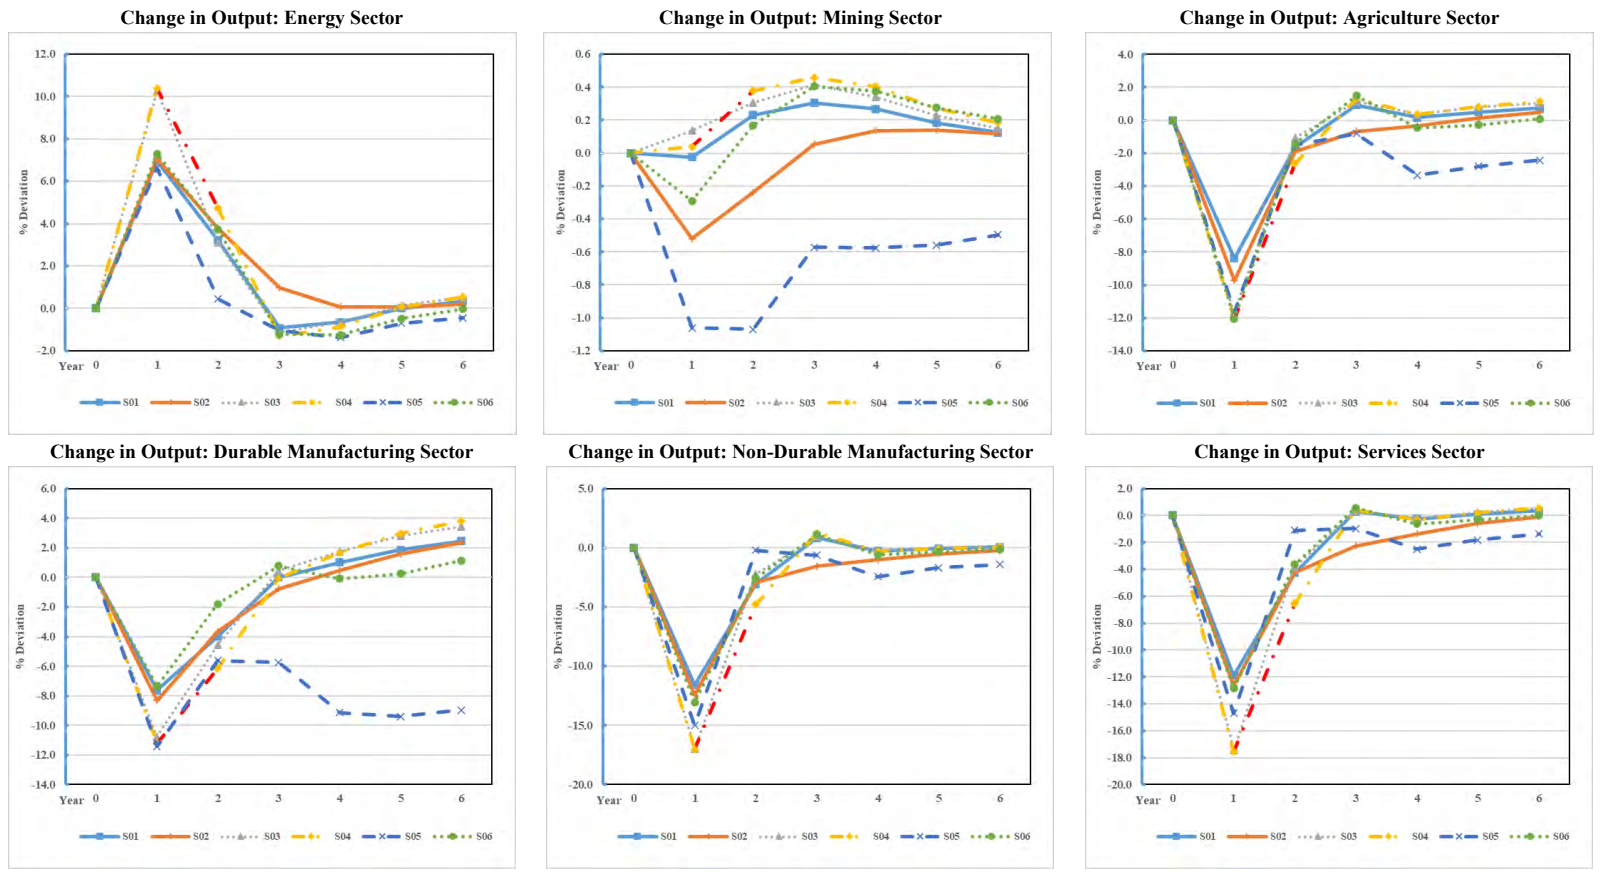 Change in Output: Energy Sector
12.0
10.0
8.0
6.0
4.0
2.0
0.0
-2.0
% Deviation
Year 0 1 2 3 4 5 6
S01 S02 S03 S04 S05 S06
Change in Output: Mining Sector
0.6
0.4
0.2
0.0
-0.2
-0.4
-0.6
-0.8
-1.0
-1.2
% Deviation
Year 0 1 2 3 4 5 6
S01 S02 S03 S04 S05 S06
Change in Output: Agriculture Sector
4.0
2.0
0.0
-2.0
-4.0
-6.0
-8.0
-10.0
-12.0
-14.0
% Deviation
Year 0 1 2 3 4 5 6
S01 S02 S03 S04 S05 S06
Change in Output: Durable Manufacturing Sector
6.0
4.0
2.0
0.0
-2.0
-4.0
-6.0
-8.0
-10.0
-12.0
-14.0
% Deviation
Year 0 1 2 3 4 5 6
S01 S02 S03 S04 S05 S06
Change in Output: Non-Durable Manufacturing Sector
5.0
0.0
-5.0
-10.0
-15.0
-20.0
% Deviation
Year 0 1 2 3 4 5 6
S01 S02 S03 S04 S05 S06
Change in Output: Services Sector
2.0
0.0
-2.0
-4.0
-6.0
-8.0
-10.0
-12.0
-14.0
-16.0
-18.0
-20.0
% Deviation
Year 0 1 2 3 4 5 6
S01 S02 S03 S04 S05 S06